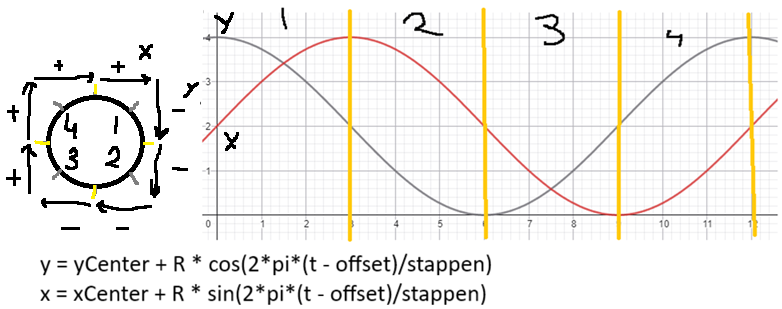 y 1 2 3 4
+ + x
+ - y
4 1
3 2
+ -
- -
x
4
3
2
1
0 1 2 3 4 5 6 7 8 9 10 11 12
y = yCenter + R * cos(2*pi*(t - offset)/stappen)
x = xCenter + R * sin(2*pi*(t - offset)/stappen)